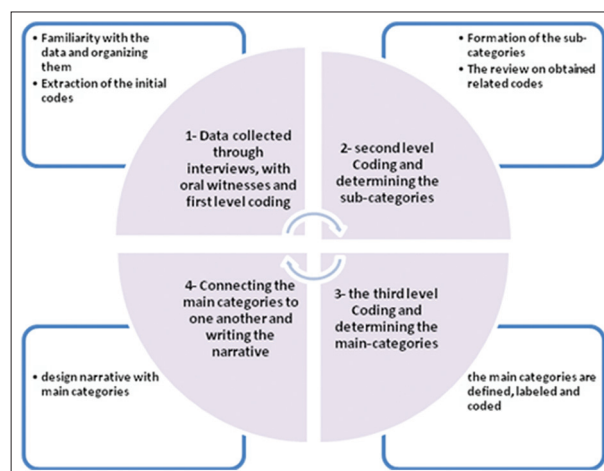 • Familiarity with the
data and organizing
them
• Extraction of the initial
codes
• Formation of the sub-
categories
• The review on obtained
related codes
1- Data collected
through
interviews, with
oral witnesses and
first level coding
2- second level
Coding and
determining the
sub-categories
4- Connecting the
main categories to
one another and
writing the
narrative
3- the third level
Coding and
determining the
main-categories
• design narrative with
main categories
the main categories are
defined, labeled and
coded